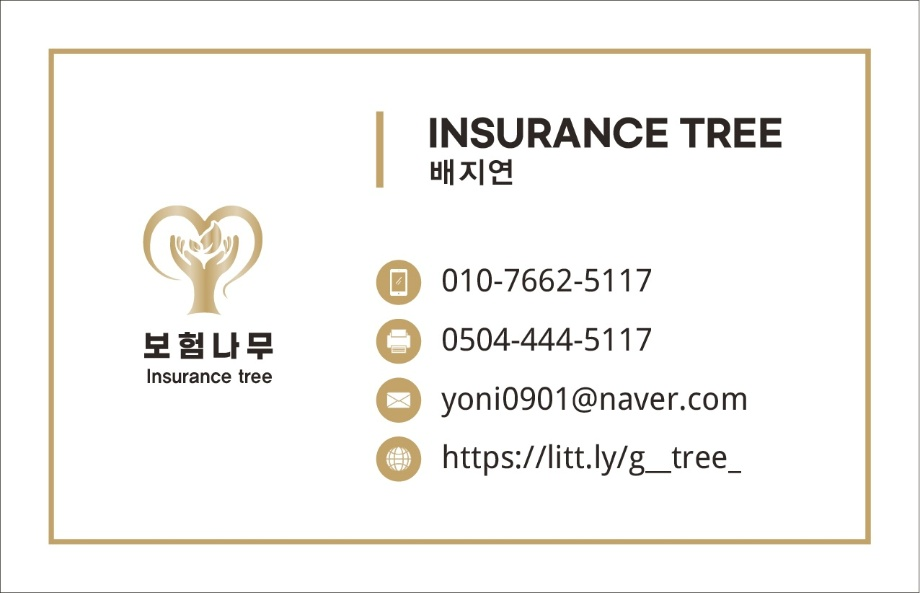 INSURANCE TREE
배지연
보험나무
Insurance tree
010-7662-5117
0504-444-5117
yoni0901@naver.com
https://litt.ly/g__tree_